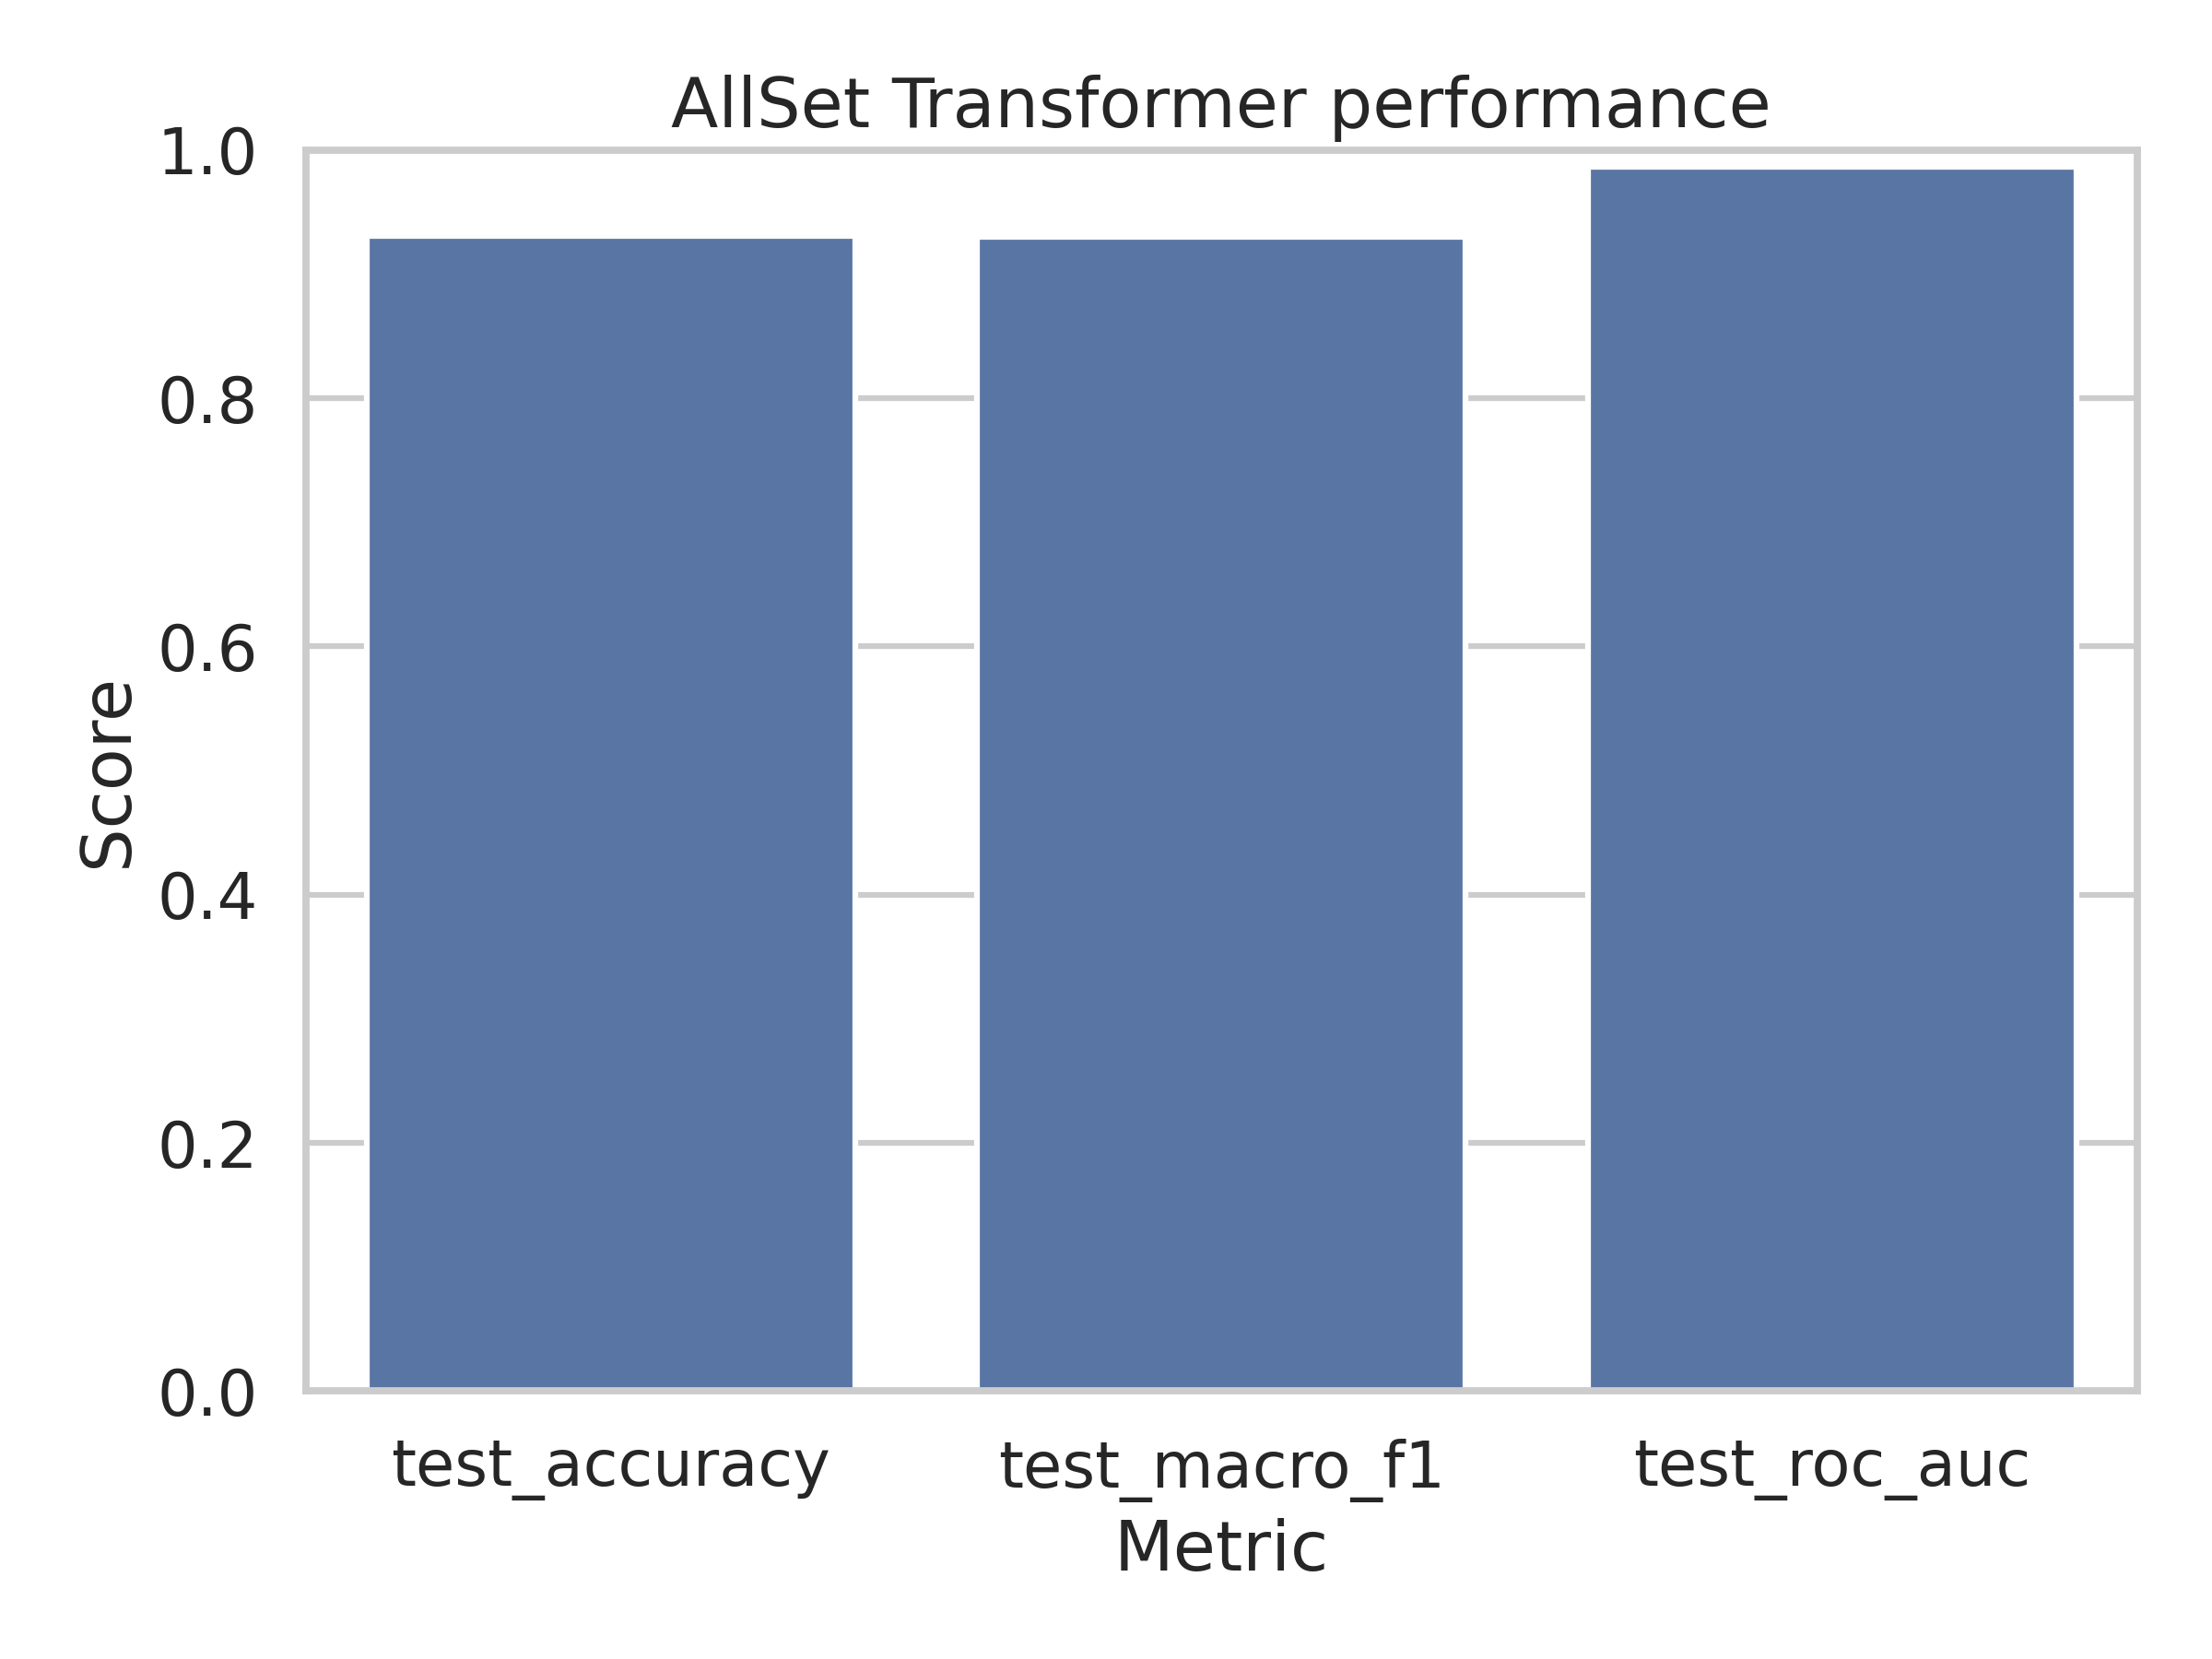 AllSet Transformer performance
1.0
0.8
0.6
0.4
0.2
0.0
Score
test_accuracy test_macro_f1 test_roc_auc
Metric